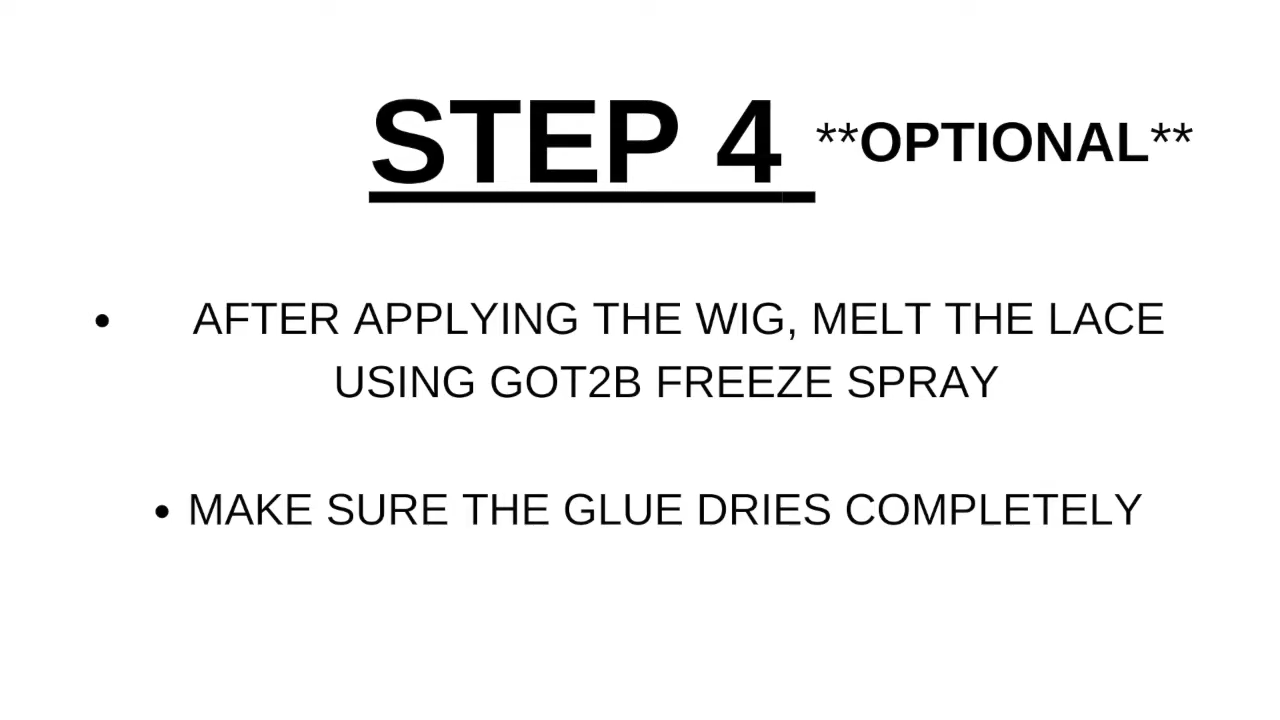 STEP 4 **OPTIONAL**
• AFTER APPLYING THE WIG, MELT THE LACE
USING GOT2B FREEZE SPRAY
• MAKE SURE THE GLUE DRIES COMPLETELY